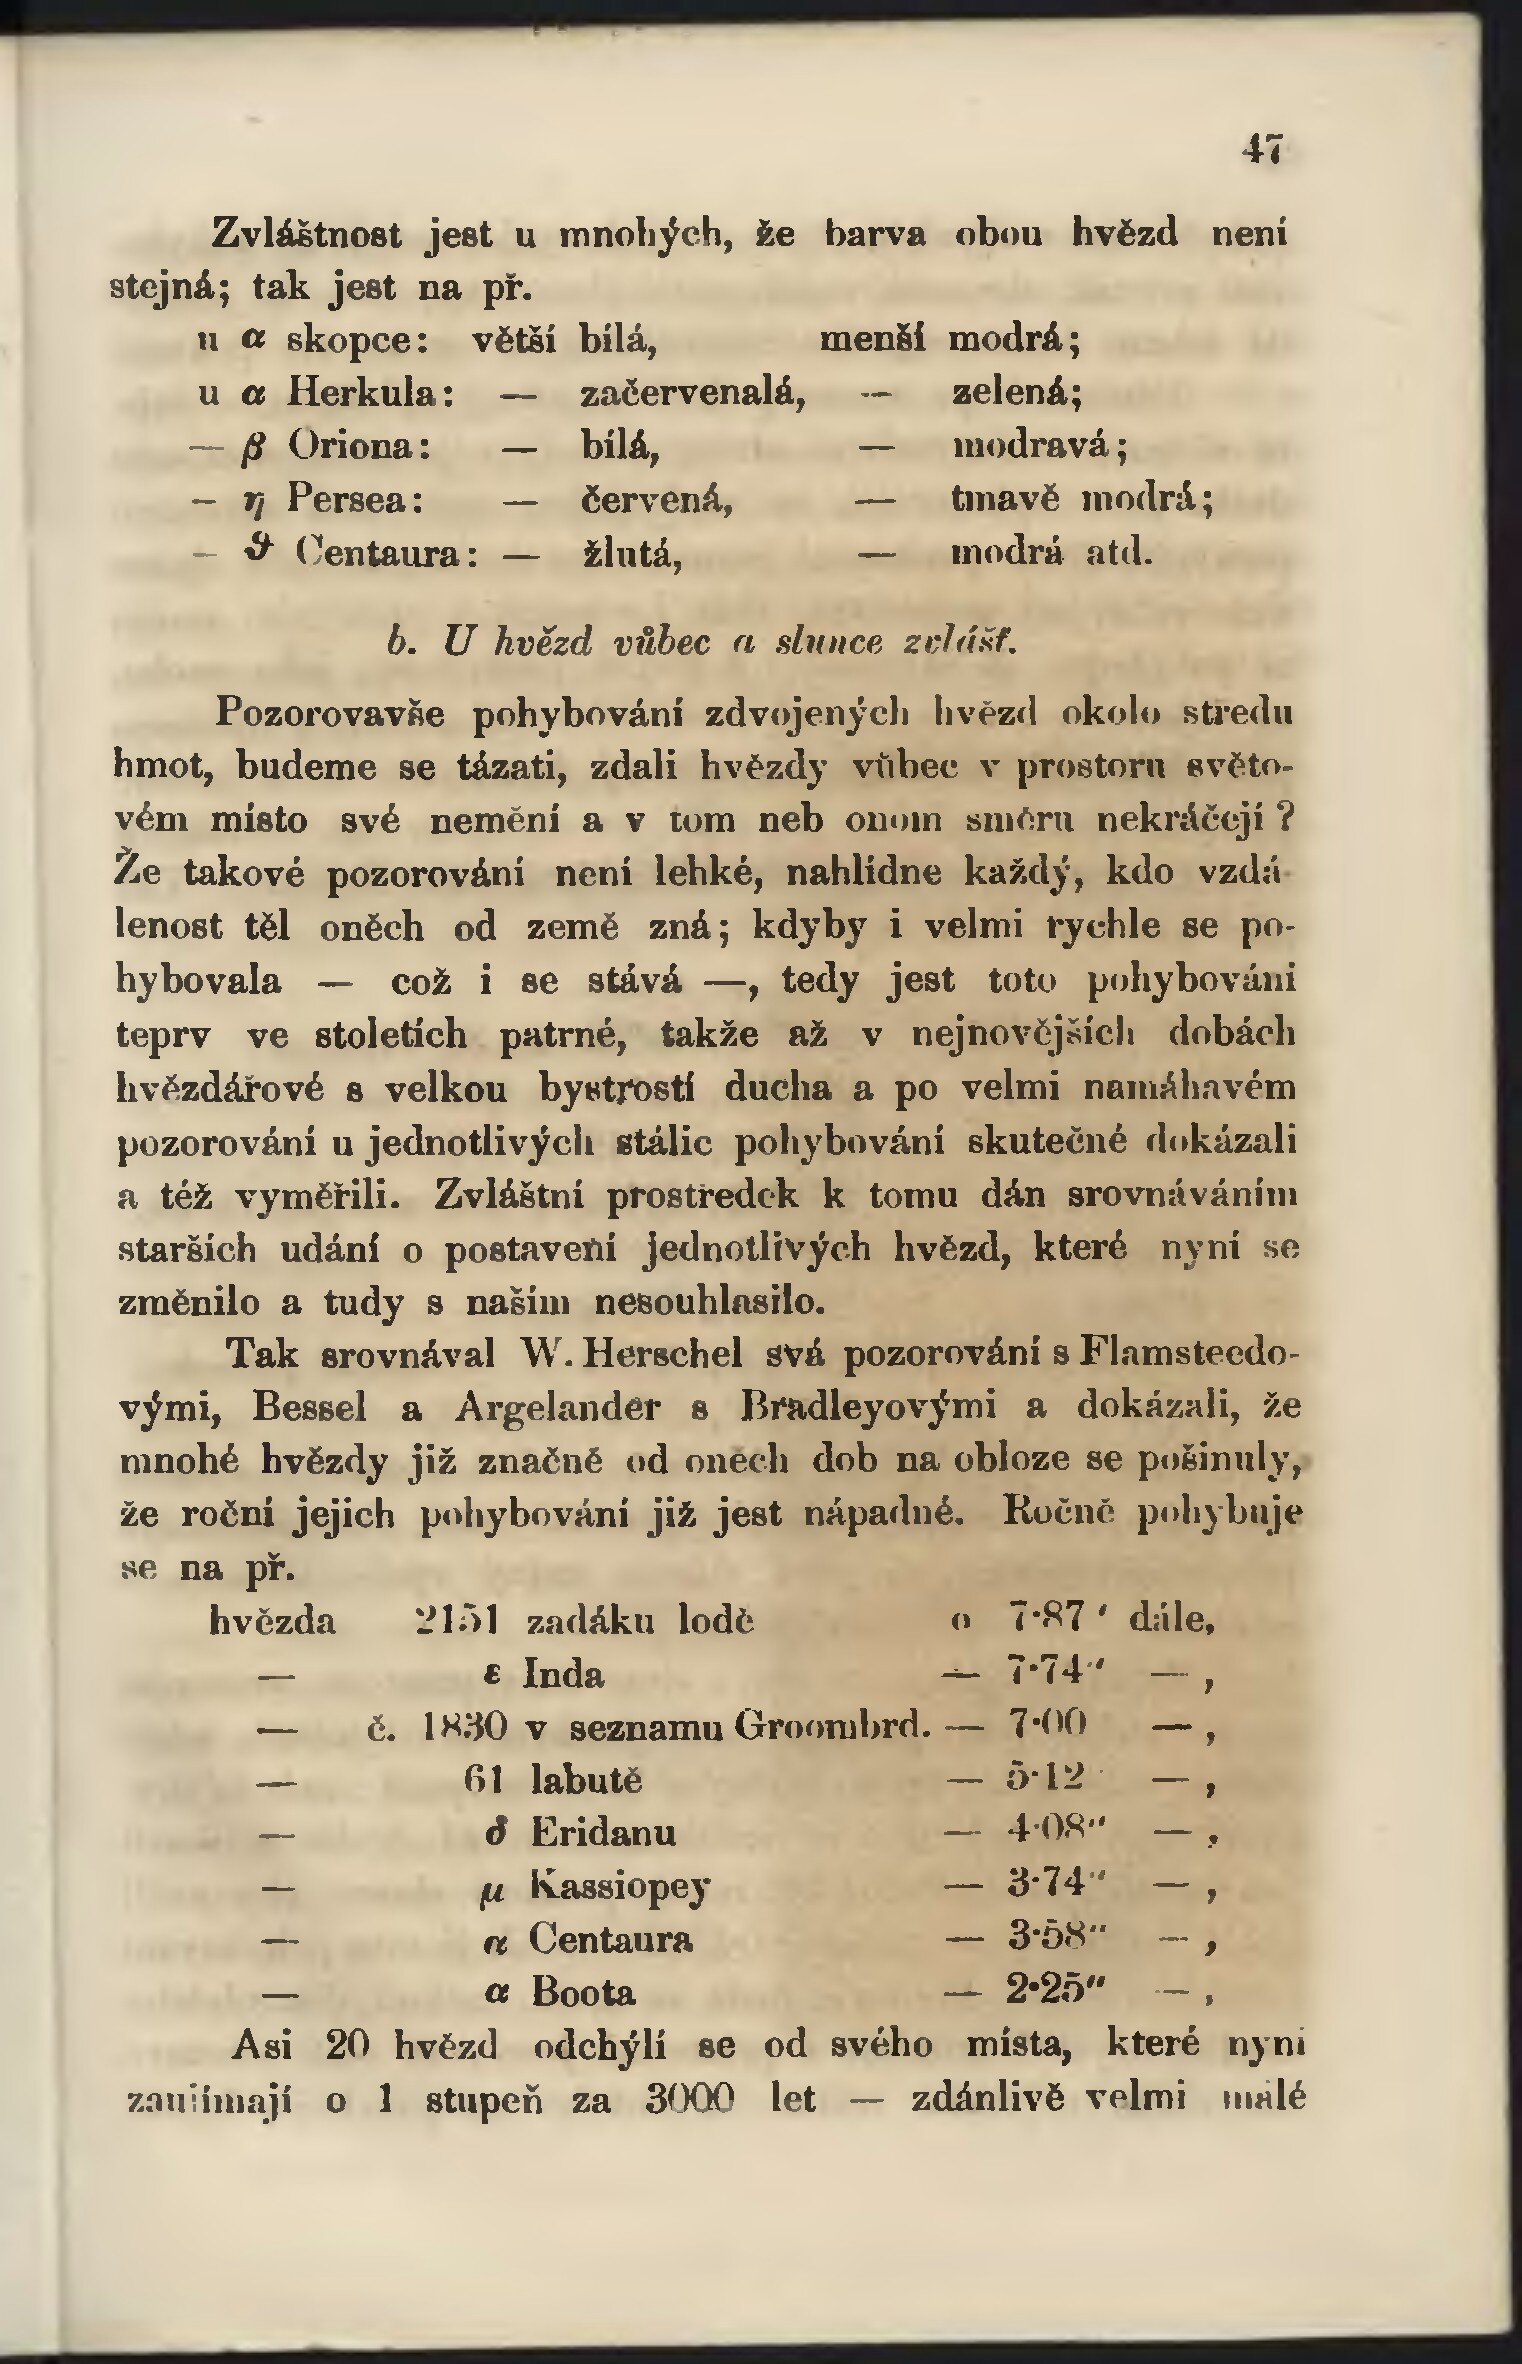 47
Zvláštnost jest u mnohých, že barva obou hvězd není
stejná; tak jest na př.
u α skopce: větší bílá, menší modrá;
u α Herkula: — začervenalá, — zelená;
— β Oriona: — bílá, — modravá;
— η Persea: — červená, — tmavě modrá;
— ϑ Centaura: — žlutá, — modrá atd.
b. U hvězd vůbec a slunce zvlášť.
Pozorovavše pohybování zdvojených hvězd okolo středu
hmot, budeme se tázati, zdali hvězdy vůbec v prostoru světo-
vém místo své nemění a v tom neb onom směru nekráčejí?
Že takové pozorování není lehké, nahlídne každý, kdo vzdá-
lenost těl oněch od země zná; kdyby i velmi rychle se po-
hybovala — což i se stává —, tedy jest toto pohybování
teprv ve stoletích patrné, takže až v nejnovějších dobách
hvězdářové s velkou bystrostí ducha a po velmi namáhavém
pozorování u jednotlivých stálic pohybování skutečné dokázali
a též vyměřili. Zvláštní prostředek k tomu dán srovnáváním
starších udání o postavení jednotlivých hvězd, které nyní se
změnilo a tudy s naším nesouhlasilo.
Tak srovnával W. Herschel svá pozorování s Flamsteedo-
vými, Bessel a Argelander s Bradleyovými a dokázali, že
mnohé hvězdy již značně od oněch dob na obloze se pošinuly,
že roční jejich pohybování již jest nápadné. Ročně pohybuje
se na př.
hvězda 2151 zadáku lodě o 7·87" dále,
— ε Inda — 7·74" — ,
— č. 1830 v seznamu Groombrd. — 7·00 — ,
— 61 labutě — 5·12 — ,
— δ Eridanu — 4·08" — ,
— μ Kassiopey — 3·74" — ,
— α Centaura — 3·58" — ,
— α Boota — 2·25" — ,
Asi 20 hvězd odchýlí se od svého místa, které nyní
zaujímají o 1 stupeň za 3000 let — zdánlivě velmi malé